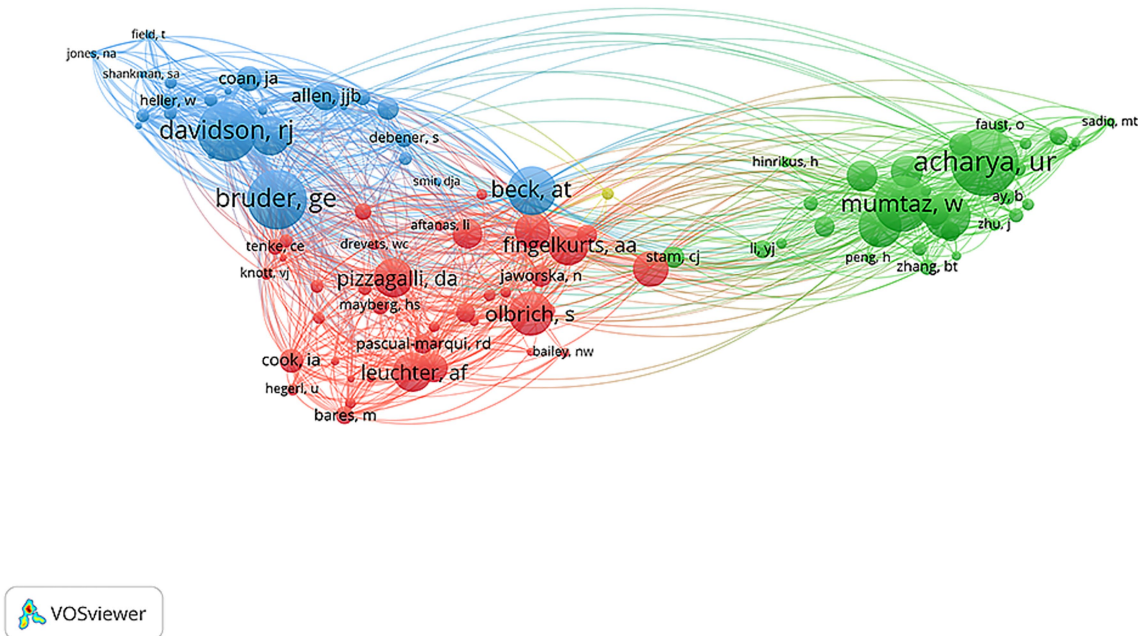 field, t
jones, na
shankman, sa
coan, ja
heller, w
allen, jjb
davidson, rj
debener, s
smit, dja
bruder, ge
beck, at
aftanas, li
tenke, ce
drevets, wc
fingelkurts, aa
knott, vj
pizzagalli, da
jaworska, n
mayberg, hs
olbrich, s
stam, cj
pascual-marqui, rd
bailey, nw
cook, ia
leuchter, af
hegerl, u
bares, m
faust, o
sadiq, mt
hinrikus, h
acharya, ur
mumtaz, w
ay, b
zhu, j
li, yj
peng, h
zhang, bt
VOSviewer